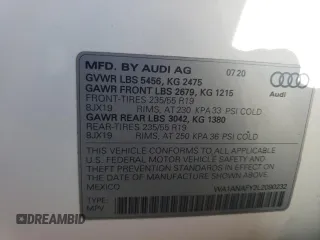 MFD. BY AUDI AG 07 20
GVWR LBS 5456, KG 2475
GAWR FRONT LBS 2679, KG 1215
FRONT-TIRES 235/55 R19
8JX19 RIMS, AT 230 KPA 33 PSI COLD
GAWR REAR LBS 3042, KG 1380
REAR-TIRES 235/55 R19
8JX19 RIMS, AT 250 KPA 36 PSI COLD
Audi
THIS VEHICLE CONFORMS TO ALL APPLICABLE
U.S. FEDERAL MOTOR VEHICLE SAFETY
STANDARDS IN EFFECT ON THE DATE OF
MANUFACTURE SHOWN ABOVE.
MEXICO
TYPE:
MPV
DREAMBID